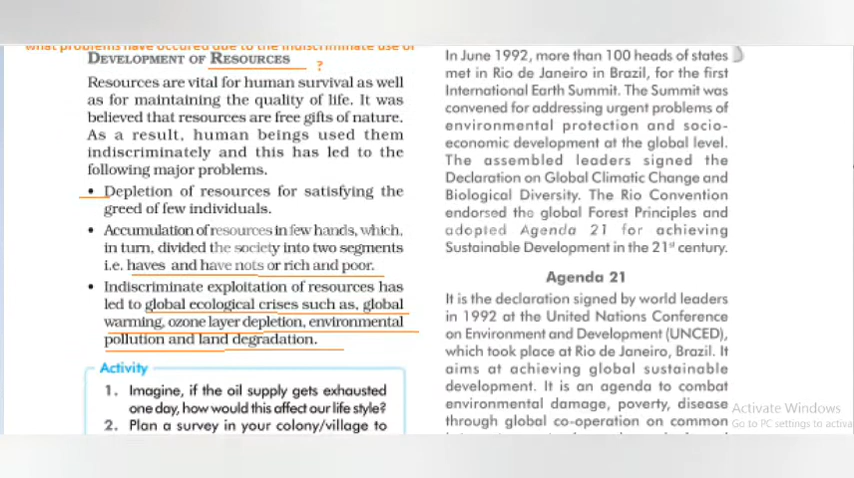 what problems have occured due to the indiscriminate use of
DEVELOPMENT OF RESOURCES
?
Resources are vital for human survival as well
as for maintaining the quality of life. It was
believed that resources are free gifts of nature.
As a result, human beings used them
indiscriminately and this has led to the
following major problems.
• Depletion of resources for satisfying the
greed of few individuals.
• Accumulation of resources in few hands, which,
in turn, divided the society into two segments
i.e. haves and have nots or rich and poor.
• Indiscriminate exploitation of resources has
led to global ecological crises such as, global
warming, ozone layer depletion, environmental
pollution and land degradation.
Activity
1. Imagine, if the oil supply gets exhausted
one day, how would this affect our life style?
2. Plan a survey in your colony/village to
In June 1992, more than 100 heads of states
met in Rio de Janeiro in Brazil, for the first
International Earth Summit. The Summit was
convened for addressing urgent problems of
environmental protection and socio-
economic development at the global level.
The assembled leaders signed the
Declaration on Global Climatic Change and
Biological Diversity. The Rio Convention
endorsed the global Forest Principles and
adopted Agenda 21 for achieving
Sustainable Development in the 21st century.
Agenda 21
It is the declaration signed by world leaders
in 1992 at the United Nations Conference
on Environment and Development (UNCED),
which took place at Rio de Janeiro, Brazil. It
aims at achieving global sustainable
development. It is an agenda to combat
environmental damage, poverty, disease
through global co-operation on common
Activate Windows
Go to PC settings to activa